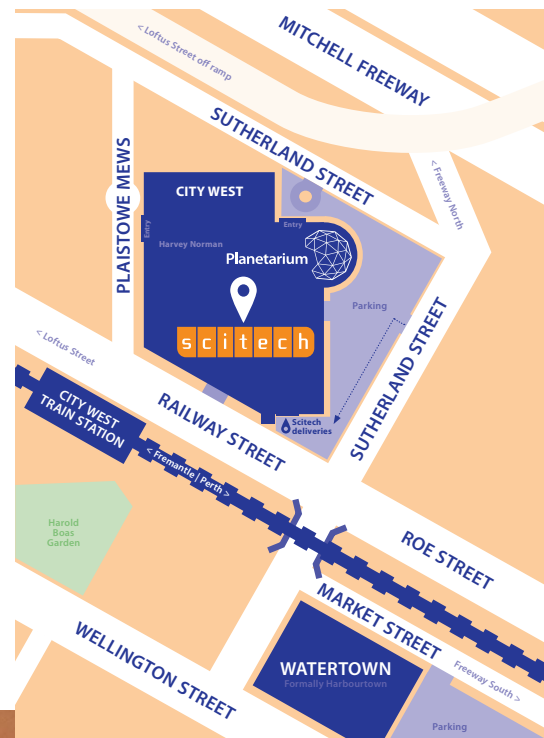 MITCHELL FREEWAY
< Loftus Street off ramp
SUTHERLAND STREET
< Freeway North
PLAISTOWE MEWS
CITY WEST
Entry
Entry
Harvey Norman
Planetarium
Parking
scitech
SUTHERLAND STREET
< Loftus Street
CITY WEST
TRAIN STATION
RAILWAY STREET
Scitech
deliveries
< Fremantle | Perth >
Harold
Boas
Garden
ROE STREET
MARKET STREET
WELLINGTON STREET
WATERTOWN
Formally Harbourtown
Freeway South >
Parking